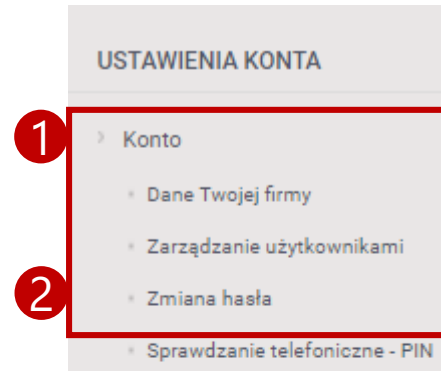 USTAWIENIA KONTA
1
Konto
Dane Twojej firmy
Zarządzanie użytkownikami
2
Zmiana hasła
Sprawdzanie telefoniczne - PIN